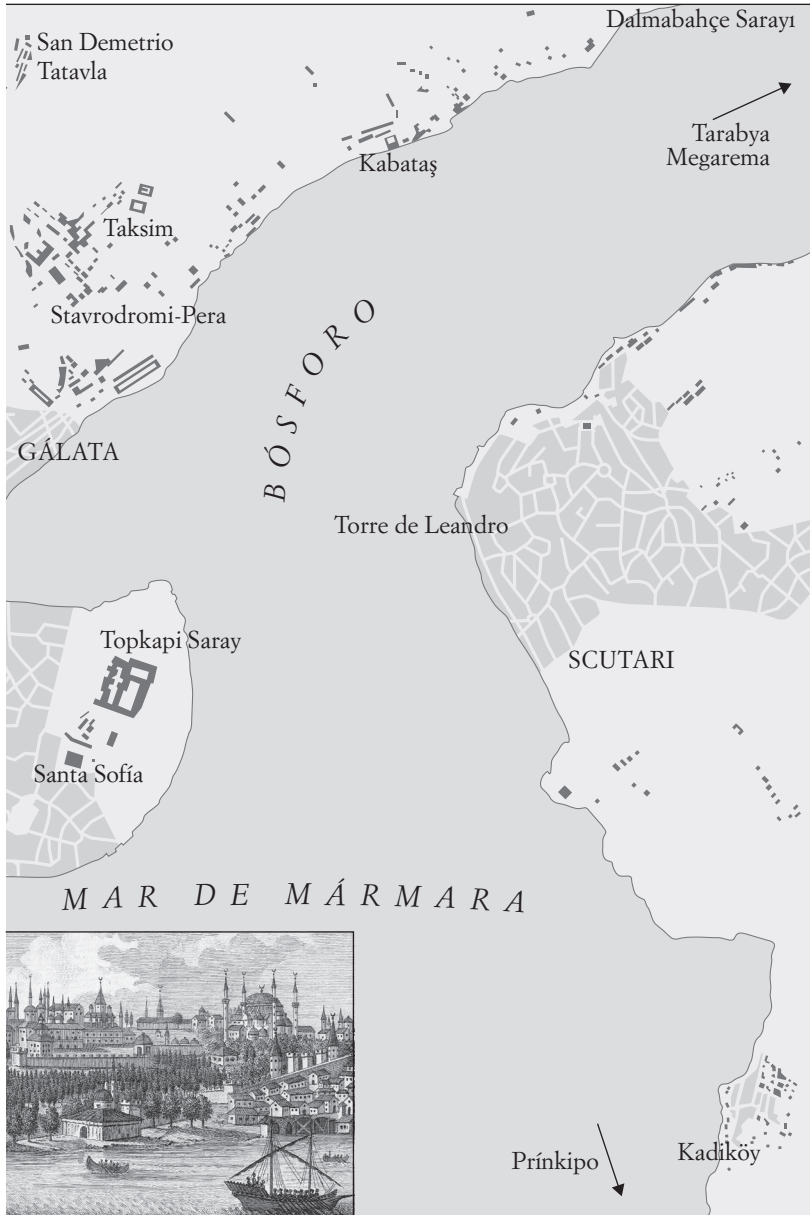 Dalmabahçe Sarayı
San Demetrio
Tatavla
Tarabya
Megarema
Kabataş
Taksim
Stavrodromi-Pera
BÓSFORO
GÁLATA
Torre de Leandro
Topkapi Saray
SCUTARI
Santa Sofía
MAR DE MÁRMARA
Prínkipo
Kadiköy